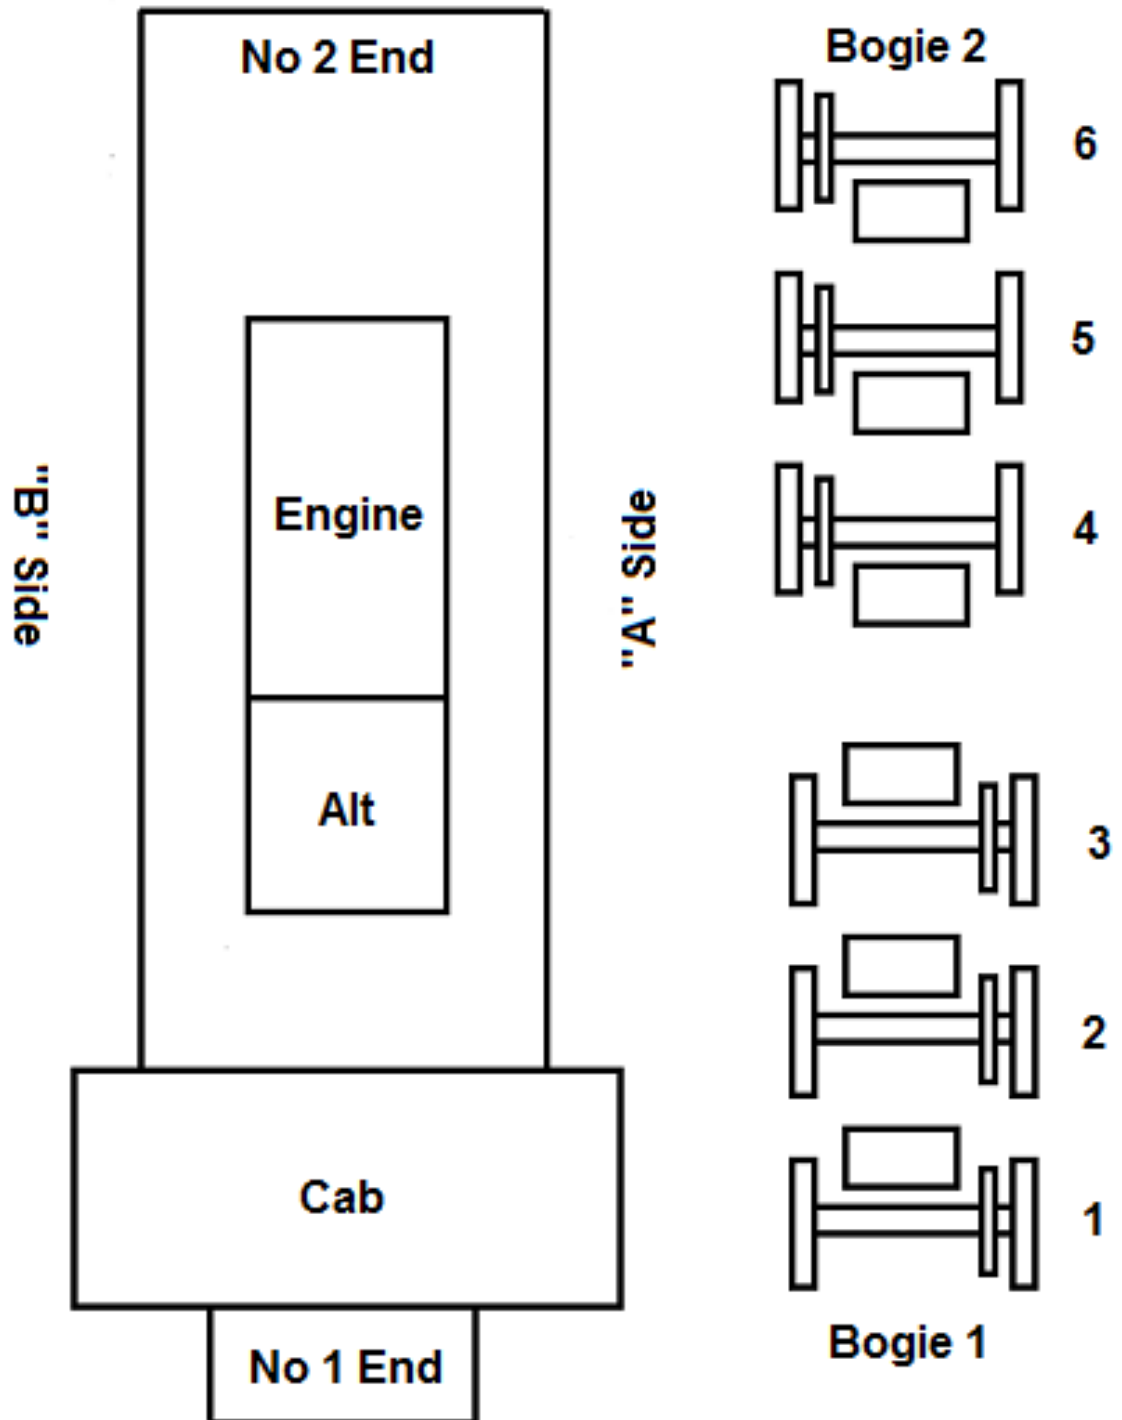 No 2 End
Bogie 2
6
5
"B" Side
Engine
"A" Side
4
Alt
3
2
Cab
1
No 1 End
Bogie 1